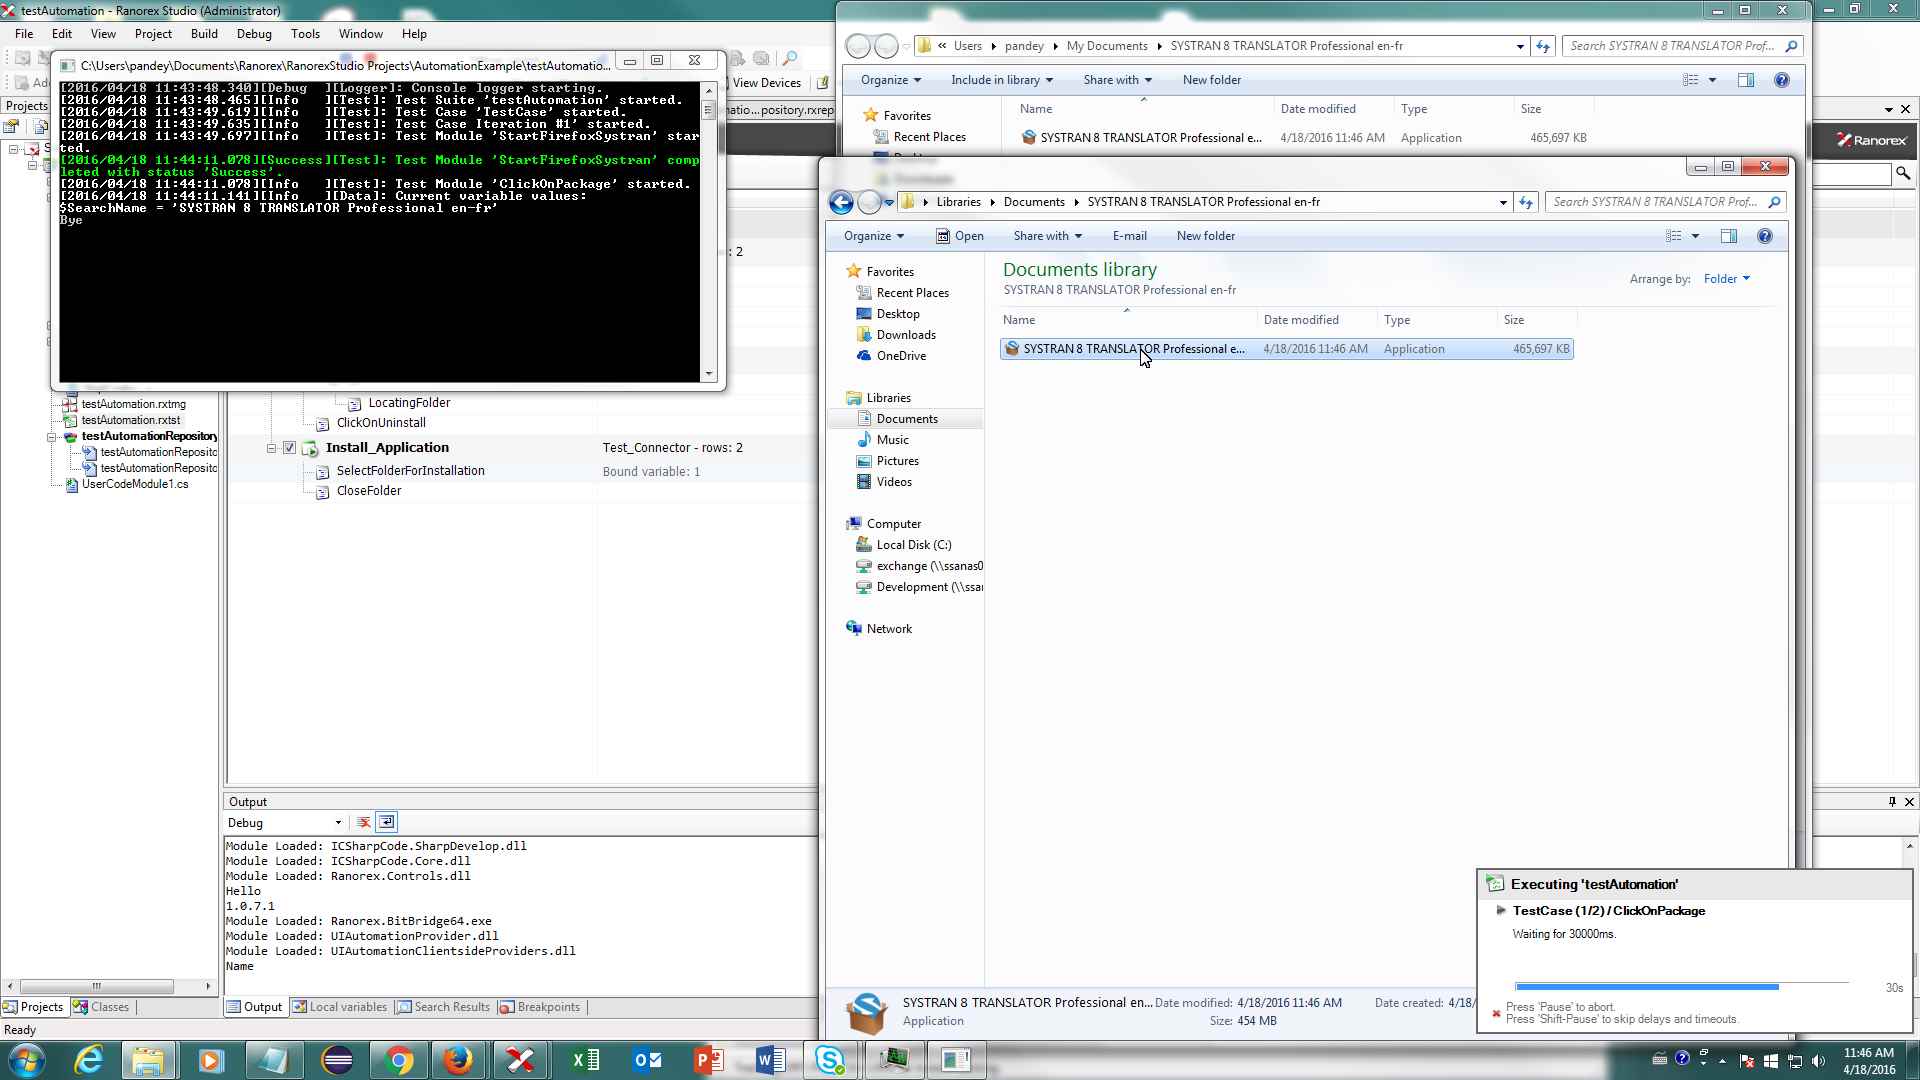 testAutomation - Ranorex Studio (Administrator)
File Edit View Project Build Debug Tools Window Help
C:\Users\pandey\Documents\Ranorex\RanorexStudio Projects\AutomationExample\testAutomatio...
[2016/04/18 11:43:48.340][Debug ][Logger]: Console logger starting.
[2016/04/18 11:43:48.465][Info ][Test]: Test Suite 'testAutomation' started.
[2016/04/18 11:43:49.619][Info ][Test]: Test Case 'TestCase' started.
[2016/04/18 11:43:49.635][Info ][Test]: Test Case Iteration #1' started.
[2016/04/18 11:43:49.697][Info ][Test]: Test Module 'StartFirefoxSystran' star
ted.
[2016/04/18 11:44:11.078][Success][Test]: Test Module 'StartFirefoxSystran' comp
leted with status 'Success'.
[2016/04/18 11:44:11.078][Info ][Test]: Test Module 'ClickOnPackage' started.
[2016/04/18 11:44:11.141][Info ][Data]: Current variable values:
$SearchName = 'SYSTRAN 8 TRANSLATOR Professional en-fr'
Bye
Add
View Devices
Projects
matio... pository.rxrep
: 2
LocatingFolder
ClickOnUninstall
Install_Application Test_Connector - rows: 2
SelectFolderForInstallation Bound variable: 1
CloseFolder
testAutomation.rxtmg
testAutomation.rxtst
testAutomationRepository
testAutomationReposito
testAutomationReposito
UserCodeModule1.cs
« Users pandey My Documents SYSTRAN 8 TRANSLATOR Professional en-fr
Search SYSTRAN 8 TRANSLATOR Prof...
Organize Include in library Share with New folder
Favorites
Recent Places
Name Date modified Type Size
SYSTRAN 8 TRANSLATOR Professional e... 4/18/2016 11:46 AM Application 465,697 KB
Ranorex
Libraries Documents SYSTRAN 8 TRANSLATOR Professional en-fr
Search SYSTRAN 8 TRANSLATOR Prof...
Organize Open Share with E-mail New folder
Favorites
Recent Places
Desktop
Downloads
OneDrive
Libraries
Documents
Music
Pictures
Videos
Computer
Local Disk (C:)
exchange (\\ssanas0
Development (\\ssa
Network
Documents library
SYSTRAN 8 TRANSLATOR Professional en-fr
Arrange by: Folder
Name Date modified Type Size
SYSTRAN 8 TRANSLATOR Professional e... 4/18/2016 11:46 AM Application 465,697 KB
SYSTRAN 8 TRANSLATOR Professional en... Date modified: 4/18/2016 11:46 AM Date created: 4/18/
Application Size: 454 MB
Output
Debug
Module Loaded: ICSharpCode.SharpDevelop.dll
Module Loaded: ICSharpCode.Core.dll
Module Loaded: Ranorex.Controls.dll
Hello
1.0.7.1
Module Loaded: Ranorex.BitBridge64.exe
Module Loaded: UIAutomationProvider.dll
Module Loaded: UIAutomationClientsideProviders.dll
Name
Projects Classes
Output Local variables Search Results Breakpoints
Ready
Executing 'testAutomation'
TestCase (1/2) / ClickOnPackage
Waiting for 30000ms.
30s
Press 'Pause' to abort.
Press 'Shift-Pause' to skip delays and timeouts.
11:46 AM
4/18/2016